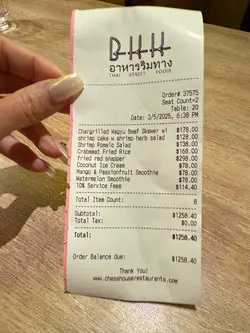 อาหารริมทาง
THAI STREET FOOD
Order# 37575
Seat Count=2
Table: 20
Date: 3/5/2025, 6:38 PM
Chargrilled Wagyu Beef Skewer wi $178.00
shrimp cake w shrimp herb salad $128.00
Shrimp Pomelo Salad $138.00
Crabmeat Fried Rice $168.00
fried red snapper $298.00
Coconut Ice Cream $78.00
Mango & Passionfruit Smoothie $78.00
Watermelon Smoothie $78.00
10% Service Fees $114.40
Total Item Count: 8
Subtotal: $1258.40
Total Tax: $0.00
Total: $1258.40
Order Balance due: $1258.40
Thank You!
www.chesshouserestaurants.com